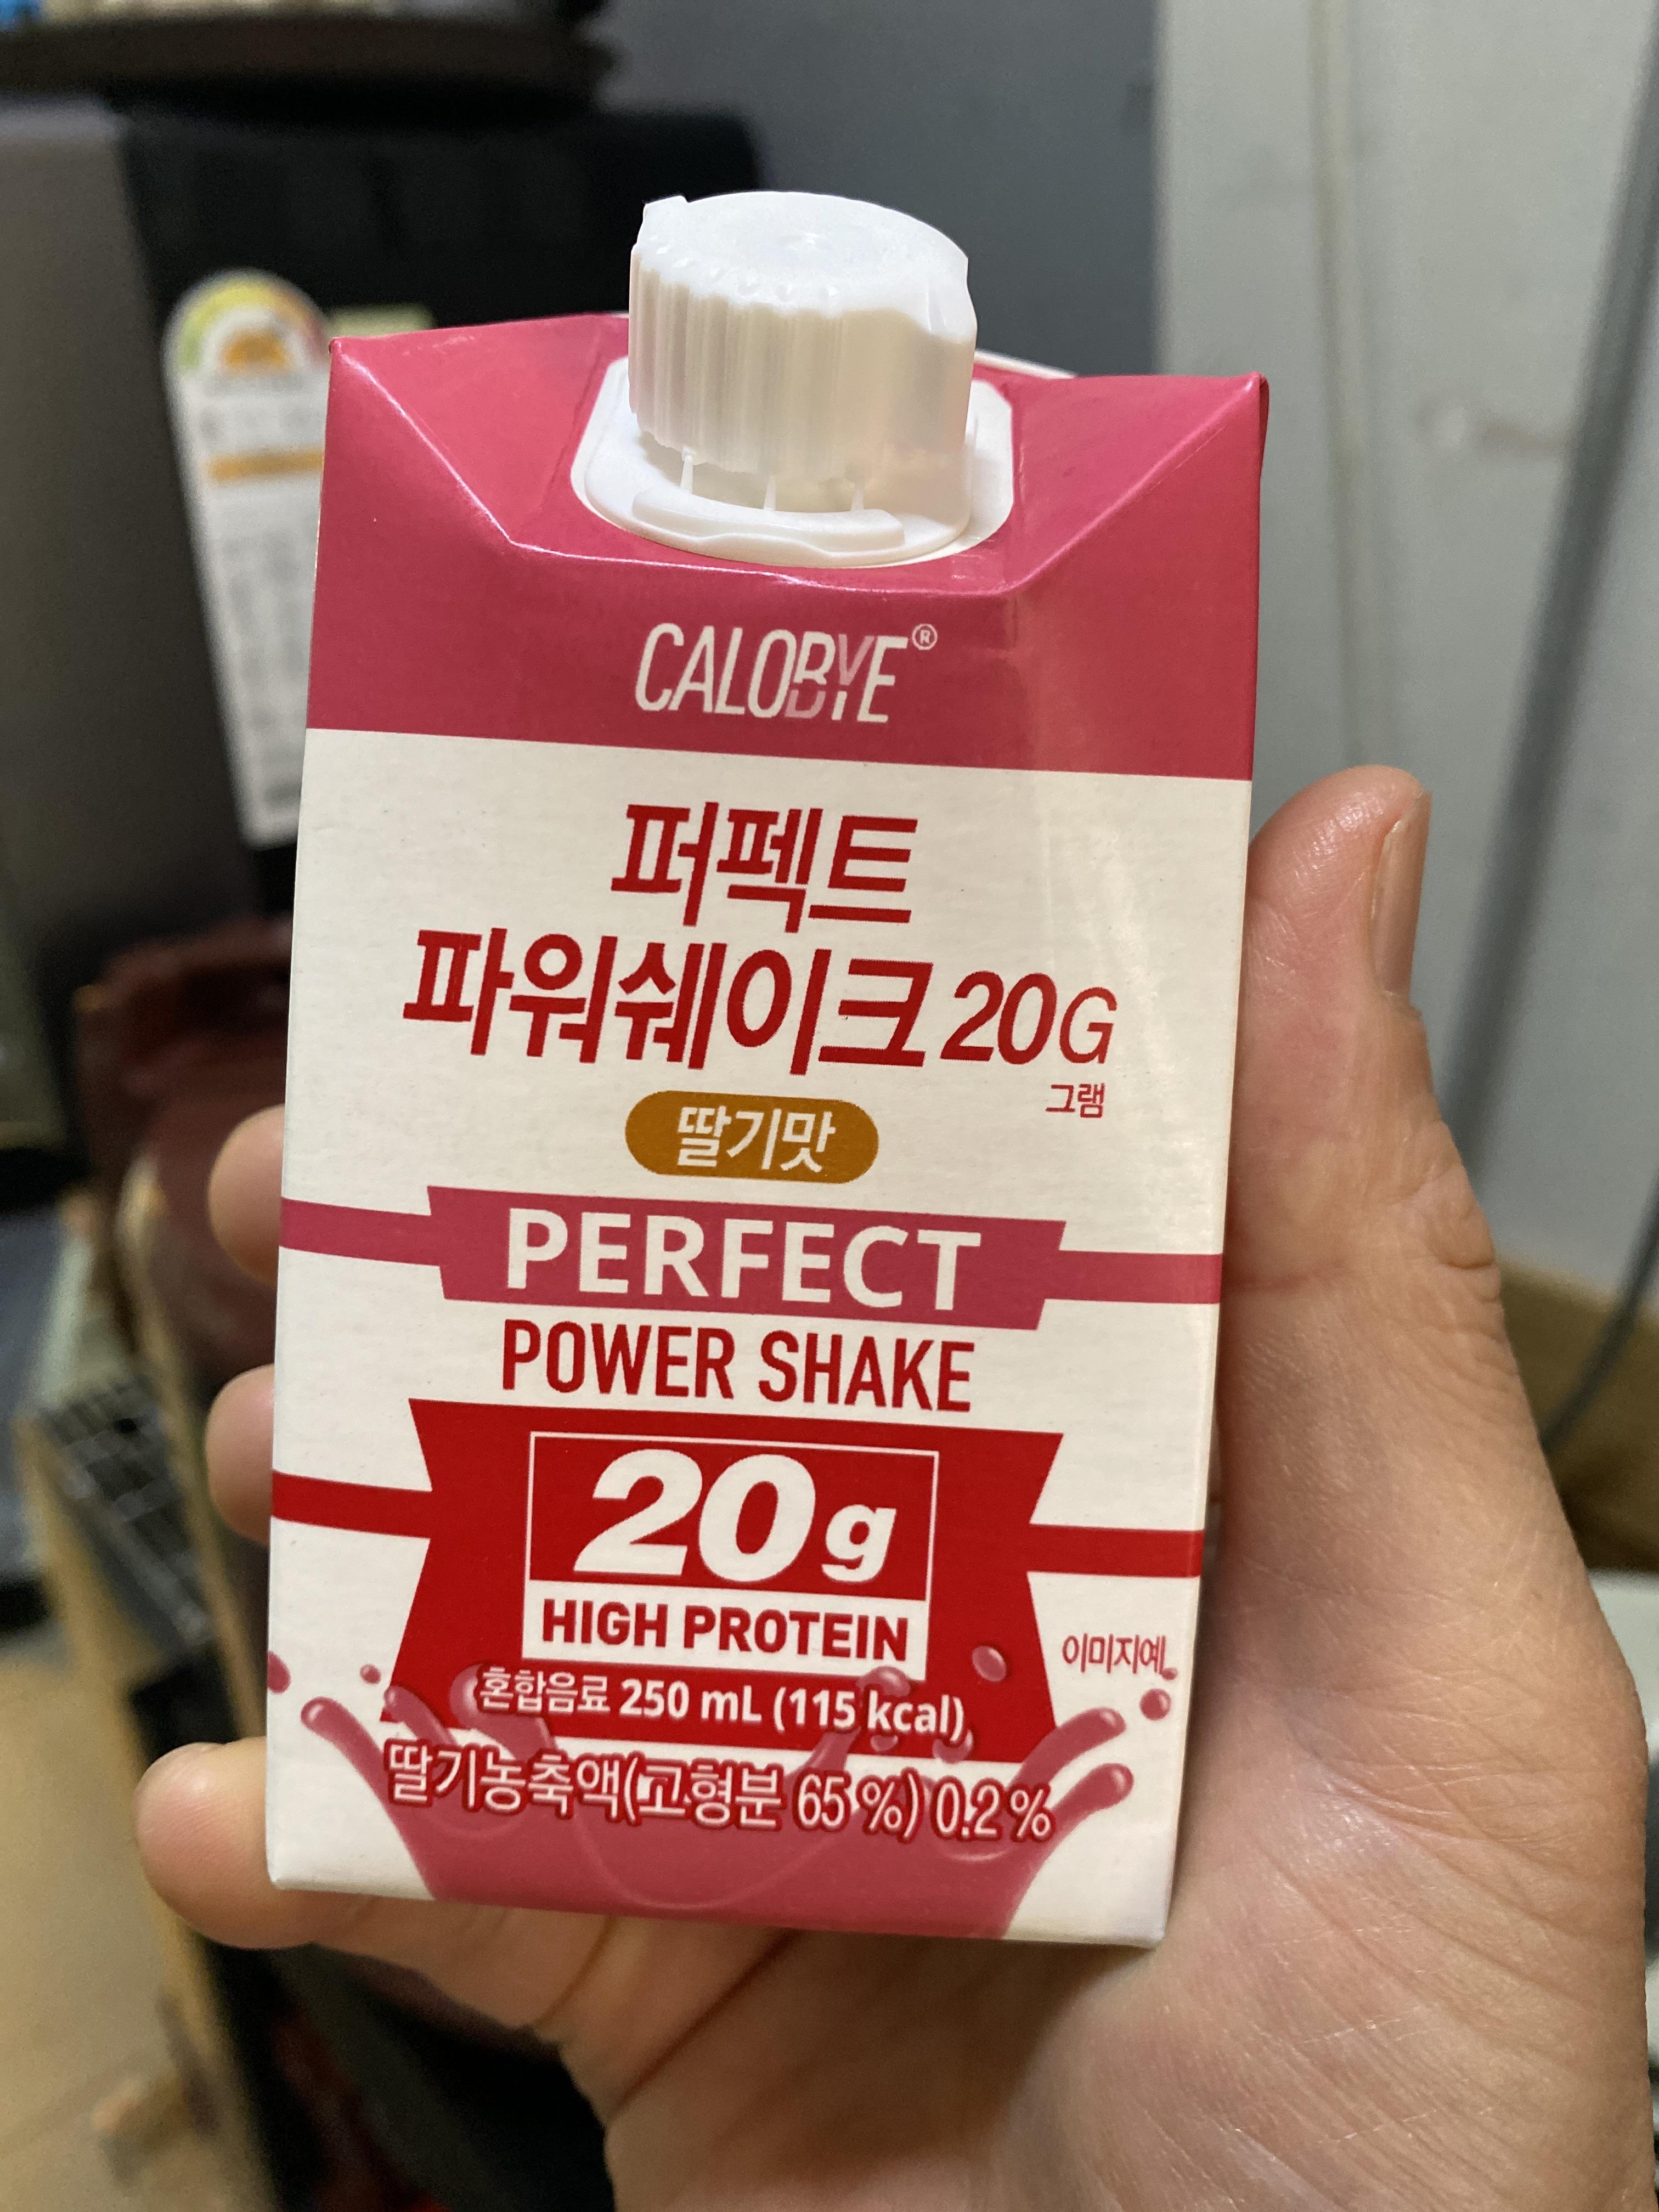 CALOBYE®
퍼펙트
파워쉐이크 20G
그램
딸기맛
PERFECT
POWER SHAKE
20g
HIGH PROTEIN
이미지예
혼합음료 250 mL (115 kcal)
딸기농축액(고형분 65%) 0.2%